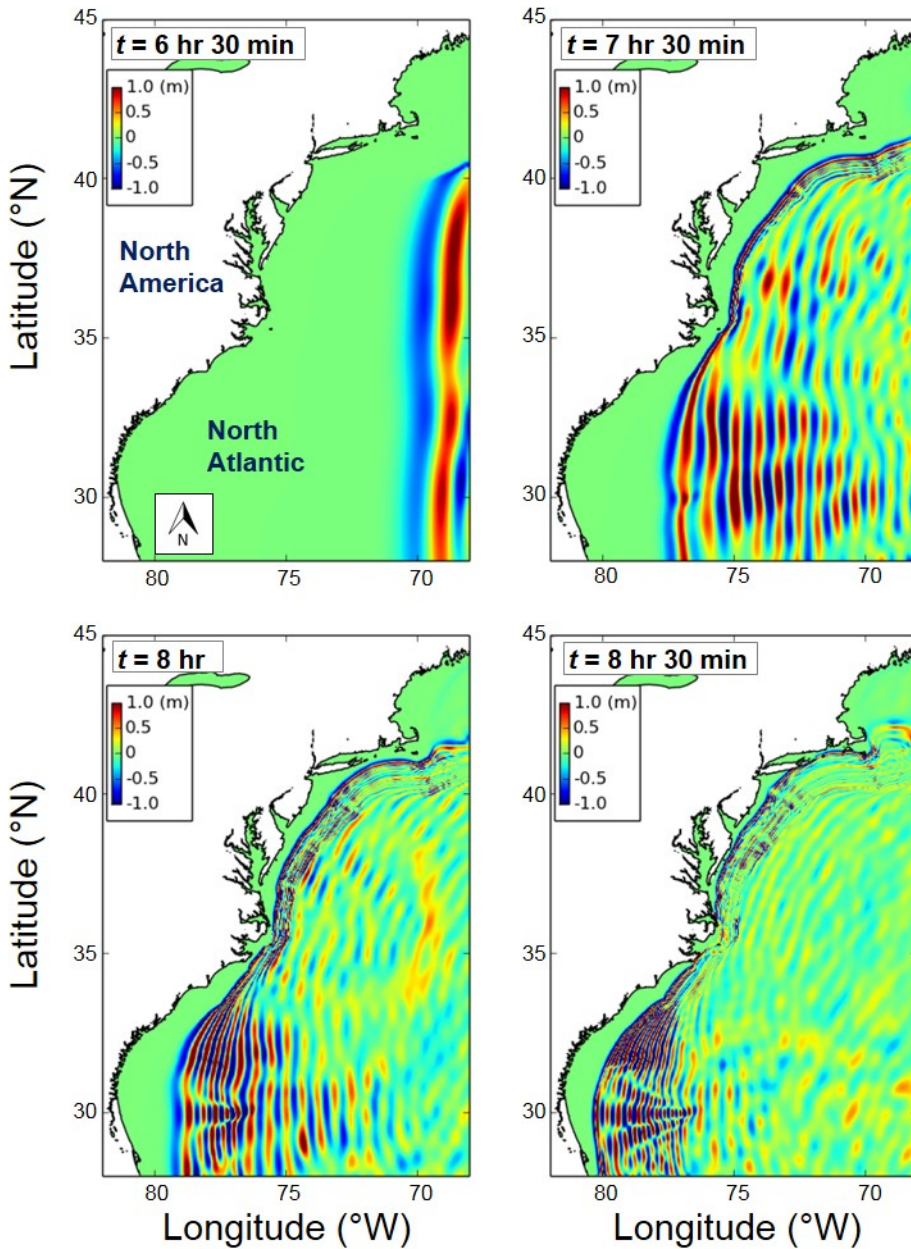 t = 6 hr 30 min
t = 7 hr 30 min
45
40
35
30
80
75
70
1.0 (m)
0.5
0
-0.5
-1.0
North
America
North
Atlantic
N
Latitude (°N)
45
40
35
30
80
75
70
1.0 (m)
0.5
0
-0.5
-1.0
t = 8 hr
t = 8 hr 30 min
45
40
35
30
80
75
70
1.0 (m)
0.5
0
-0.5
-1.0
Latitude (°N)
Longitude (°W)
45
40
35
30
80
75
70
1.0 (m)
0.5
0
-0.5
-1.0
Longitude (°W)